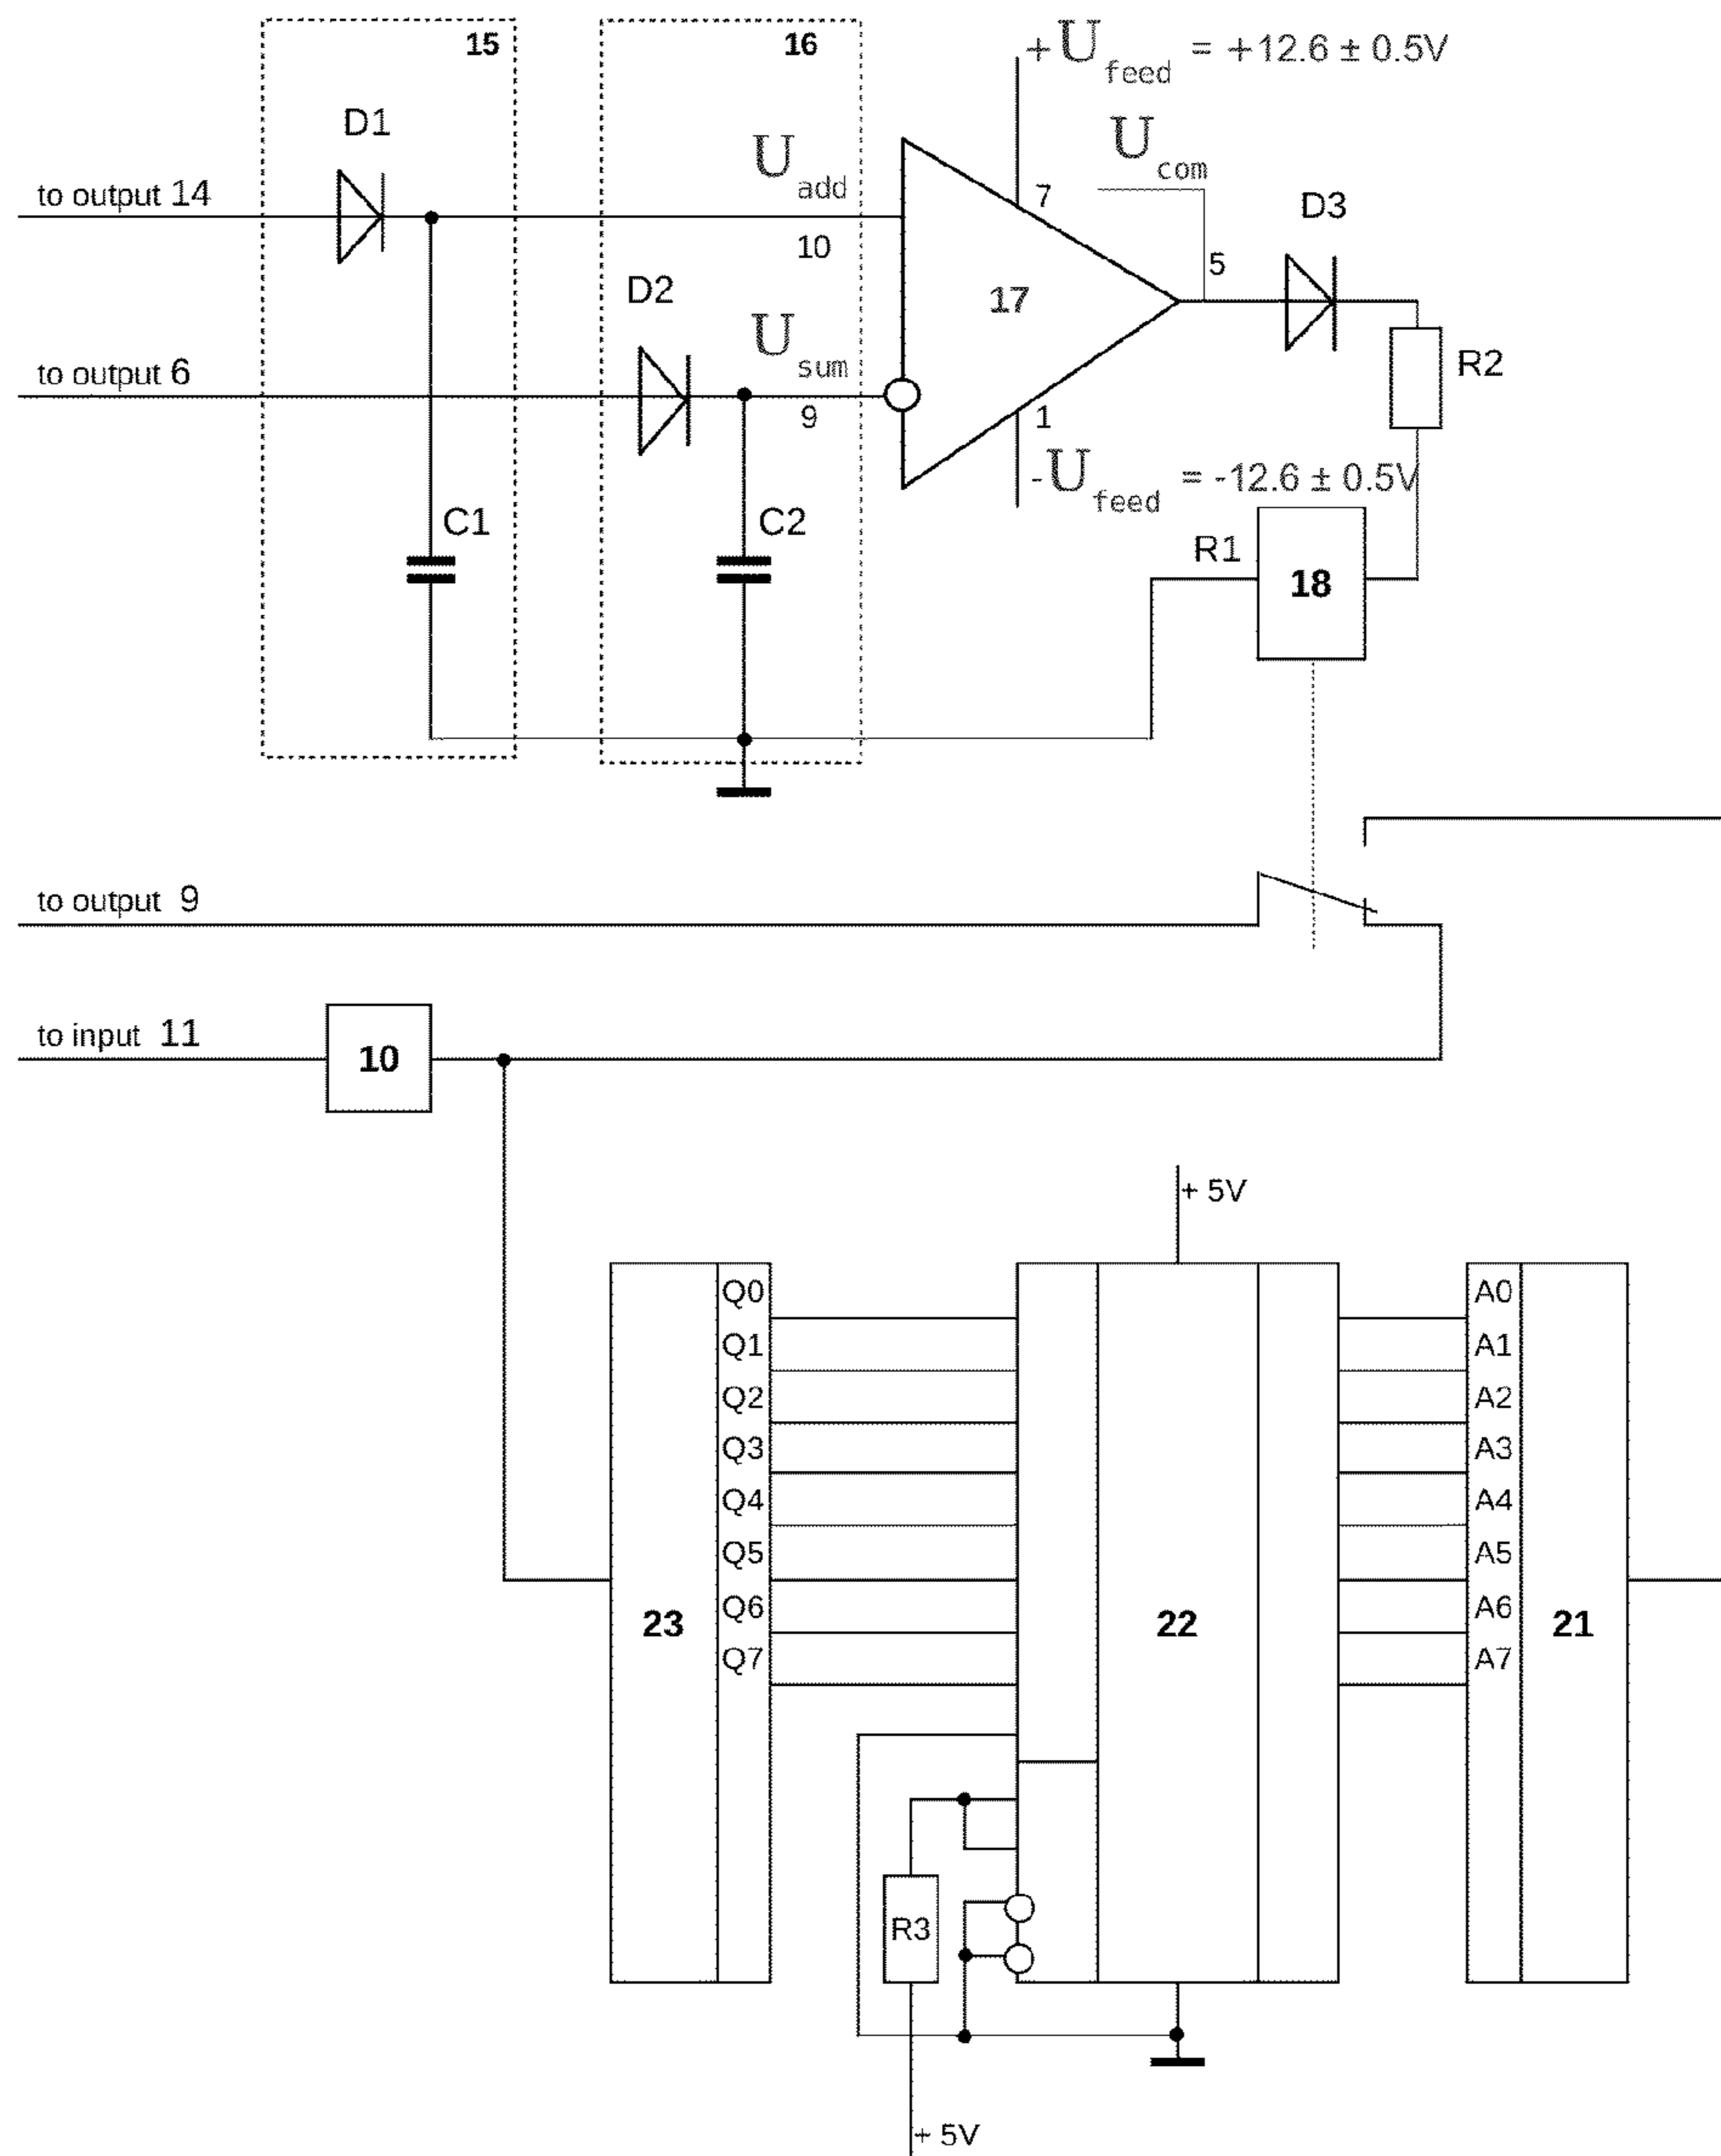 15
16
+U feed = +12.6 ± 0.5V
D1
U com
U add
to output 14
7
D3
10
5
D2
17
U sum
to output 6
R2
9
1
-U feed = -12.6 ± 0.5V
C1
C2
R1
18
to output 9
to input 11
10
+ 5V
Q0
A0
Q1
A1
Q2
A2
Q3
A3
Q4
A4
Q5
A5
Q6
A6
23
22
21
Q7
A7
R3
+ 5V